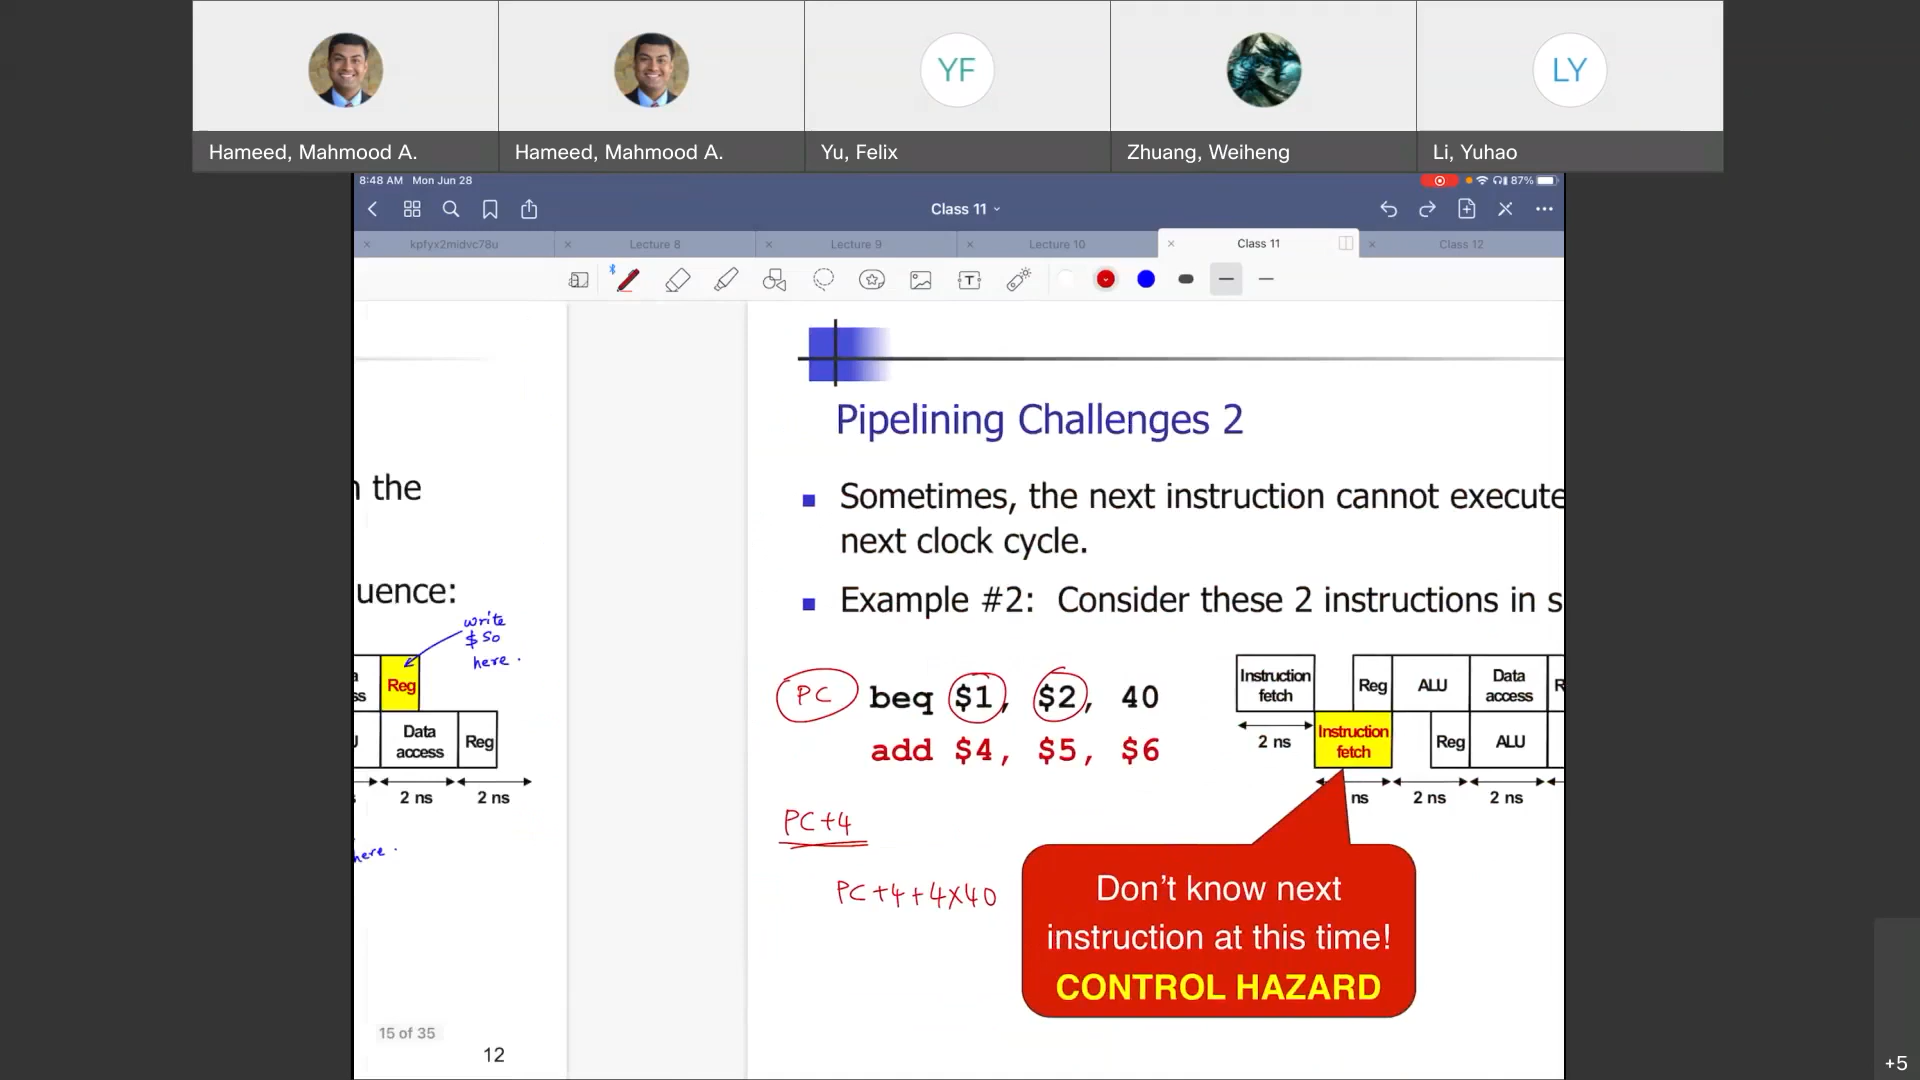 YF
LY
Hameed, Mahmood A.
Hameed, Mahmood A.
Yu, Felix
Zhuang, Weiheng
Li, Yuhao
8:48 AM Mon Jun 28
87%
Class 11
kpfyx2midvc78u
Lecture 8
Lecture 9
Lecture 10
Class 11
Class 12
the
uence:
write
$s0
here.
Reg
Data
access
Reg
2 ns
2 ns
here.
15 of 35
12
Pipelining Challenges 2
Sometimes, the next instruction cannot execute
next clock cycle.
Example #2: Consider these 2 instructions in s
PC
beq $1, $2, 40
add $4, $5, $6
PC+4
PC+4+4×40
Instruction
fetch
Reg
ALU
Data
access
R
2 ns
Instruction
fetch
Reg
ALU
ns
2 ns
2 ns
Don't know next
instruction at this time!
CONTROL HAZARD
+5